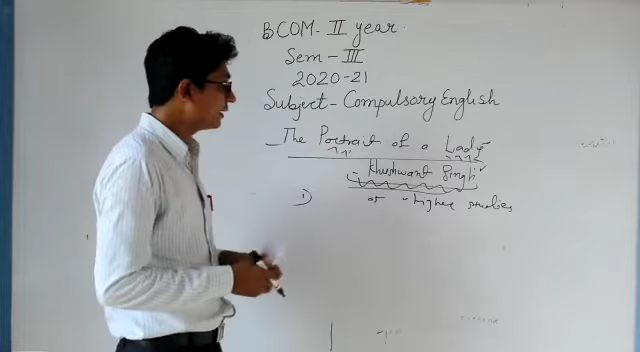 BCOM - II year
Sem - III
2020-21
Subject - Compulsory English
- The Portrait of a Lady
- Khushwant Singh
1) or - higher studies